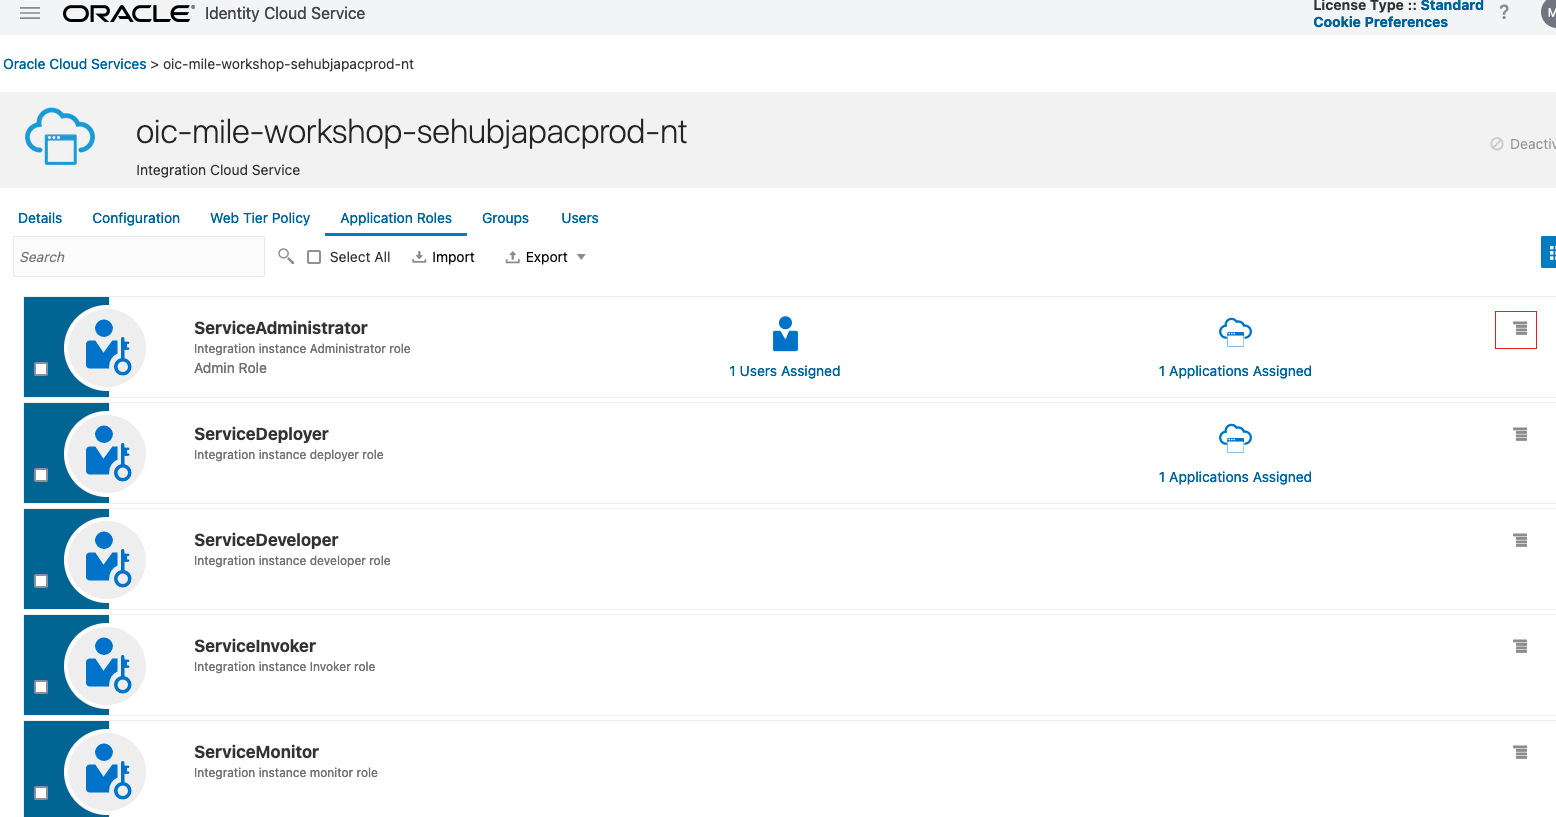 ORACLE® Identity Cloud Service
License Type :: Standard
Cookie Preferences
?
M
Oracle Cloud Services > oic-mile-workshop-sehubjapacprod-nt
oic-mile-workshop-sehubjapacprod-nt
Integration Cloud Service
Deactiv
Details Configuration Web Tier Policy Application Roles Groups Users
Search
Select All Import Export
ServiceAdministrator
Integration instance Administrator role
Admin Role
1 Users Assigned
1 Applications Assigned
ServiceDeployer
Integration instance deployer role
1 Applications Assigned
ServiceDeveloper
Integration instance developer role
ServiceInvoker
Integration instance Invoker role
ServiceMonitor
Integration instance monitor role